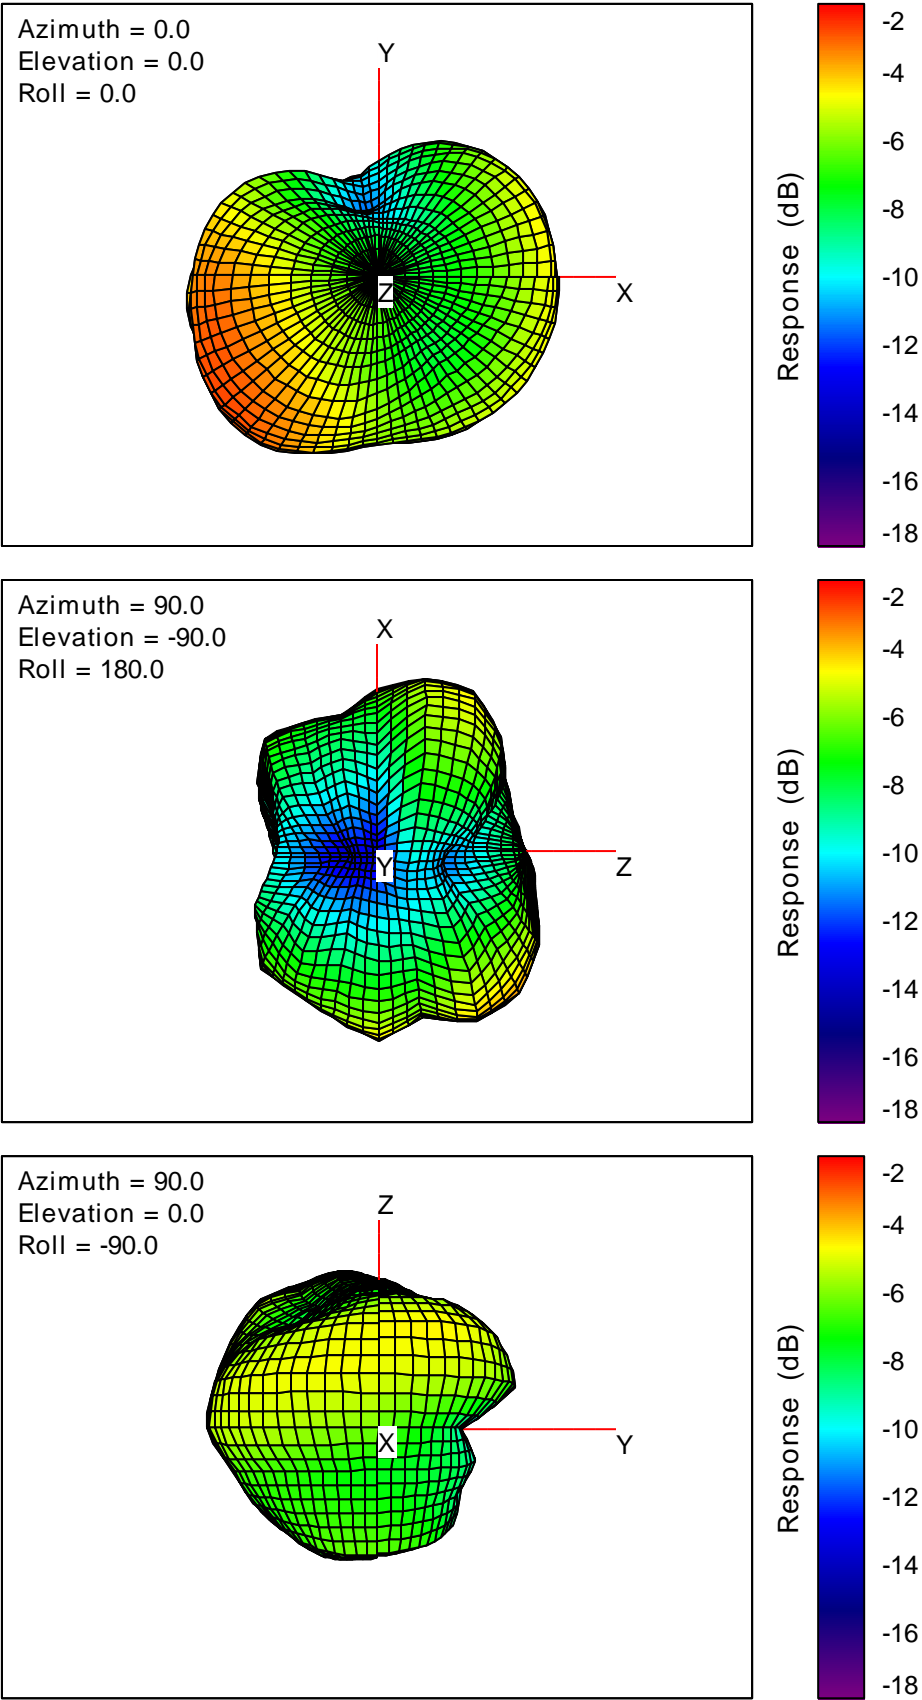 Azimuth = 0.0
Elevation = 0.0
Roll = 0.0
Y
X
Z
-2
-4
-6
-8
-10
-12
-14
-16
-18
Response (dB)
Azimuth = 90.0
Elevation = -90.0
Roll = 180.0
X
Z
Y
-2
-4
-6
-8
-10
-12
-14
-16
-18
Response (dB)
Azimuth = 90.0
Elevation = 0.0
Roll = -90.0
Z
Y
X
-2
-4
-6
-8
-10
-12
-14
-16
-18
Response (dB)